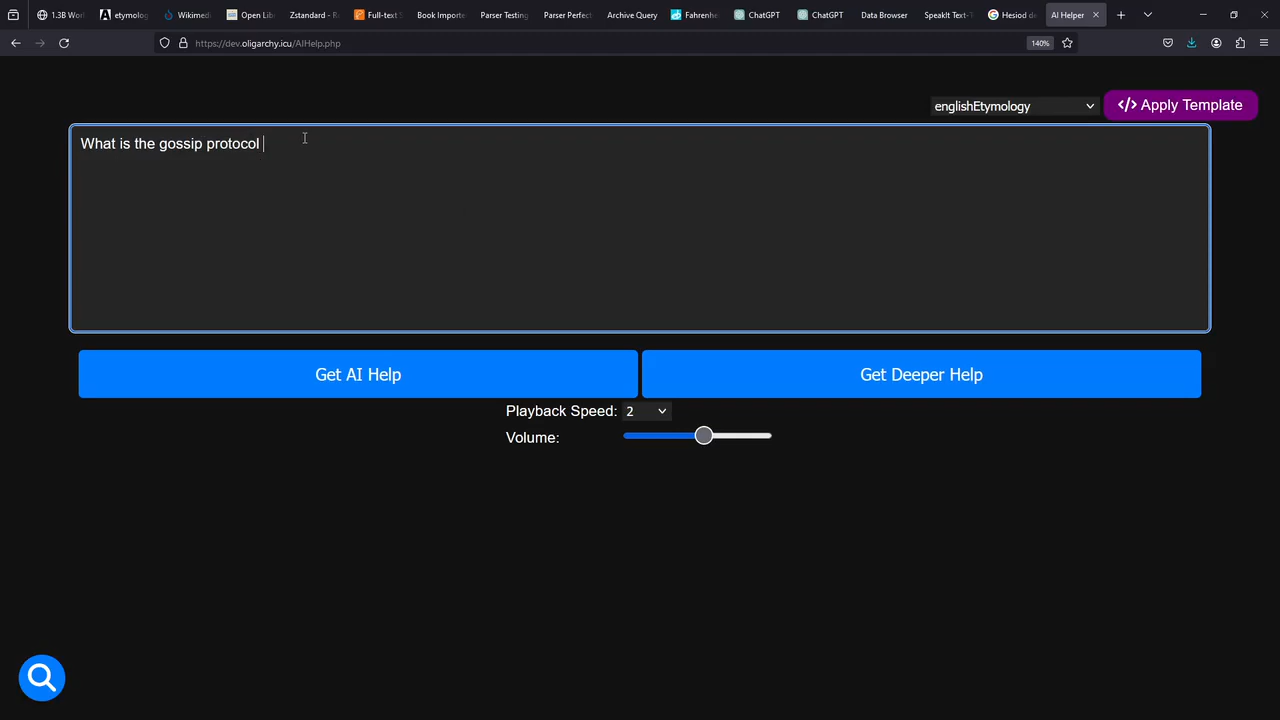 1.3B Wor
etymolog
Wikimedi
Open Lib
Zstandard - R
Full-text S
Book Importe
Parser Testing
Parser Perfect
Archive Query
Fahrenhe
ChatGPT
ChatGPT
Data Browser
SpeakIt Text-T
Hesiod de
AI Helper
https://dev.oligarchy.icu/AIHelp.php
140%
englishEtymology
</> Apply Template
What is the gossip protocol
Get AI Help
Get Deeper Help
Playback Speed: 2
Volume: